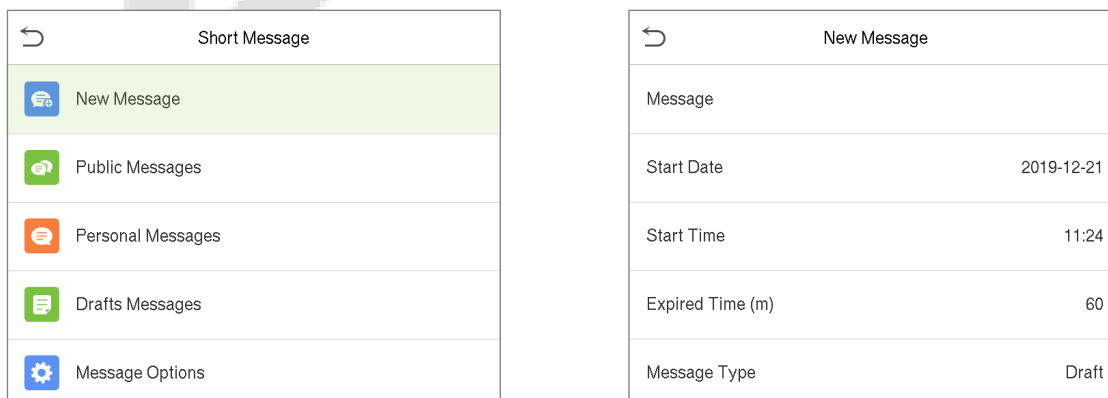 Short Message
New Message
Public Messages
Personal Messages
Drafts Messages
Message Options
New Message
Message
Start Date 2019-12-21
Start Time 11:24
Expired Time (m) 60
Message Type Draft